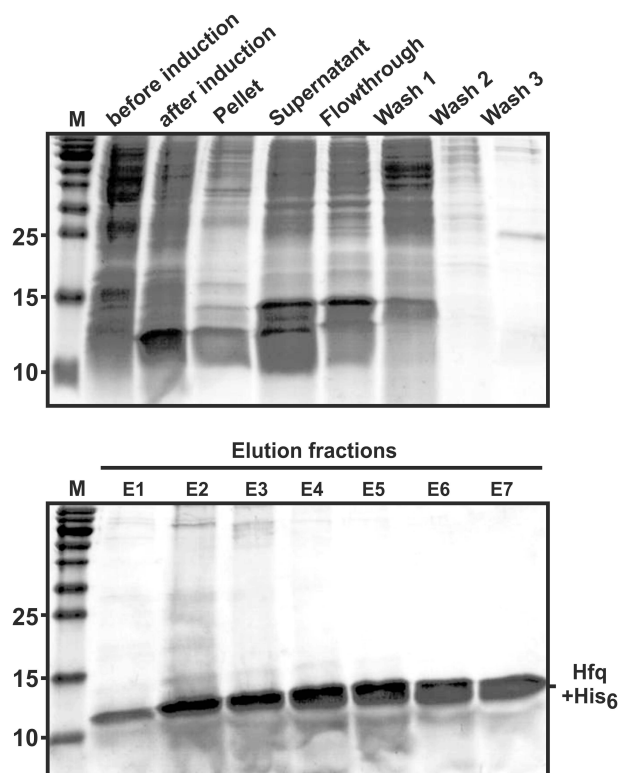 M before induction after induction Pellet Supernatant Flowthrough Wash 1 Wash 2 Wash 3
25
15
10
Elution fractions
M E1 E2 E3 E4 E5 E6 E7
25
15
10
Hfq
+His6